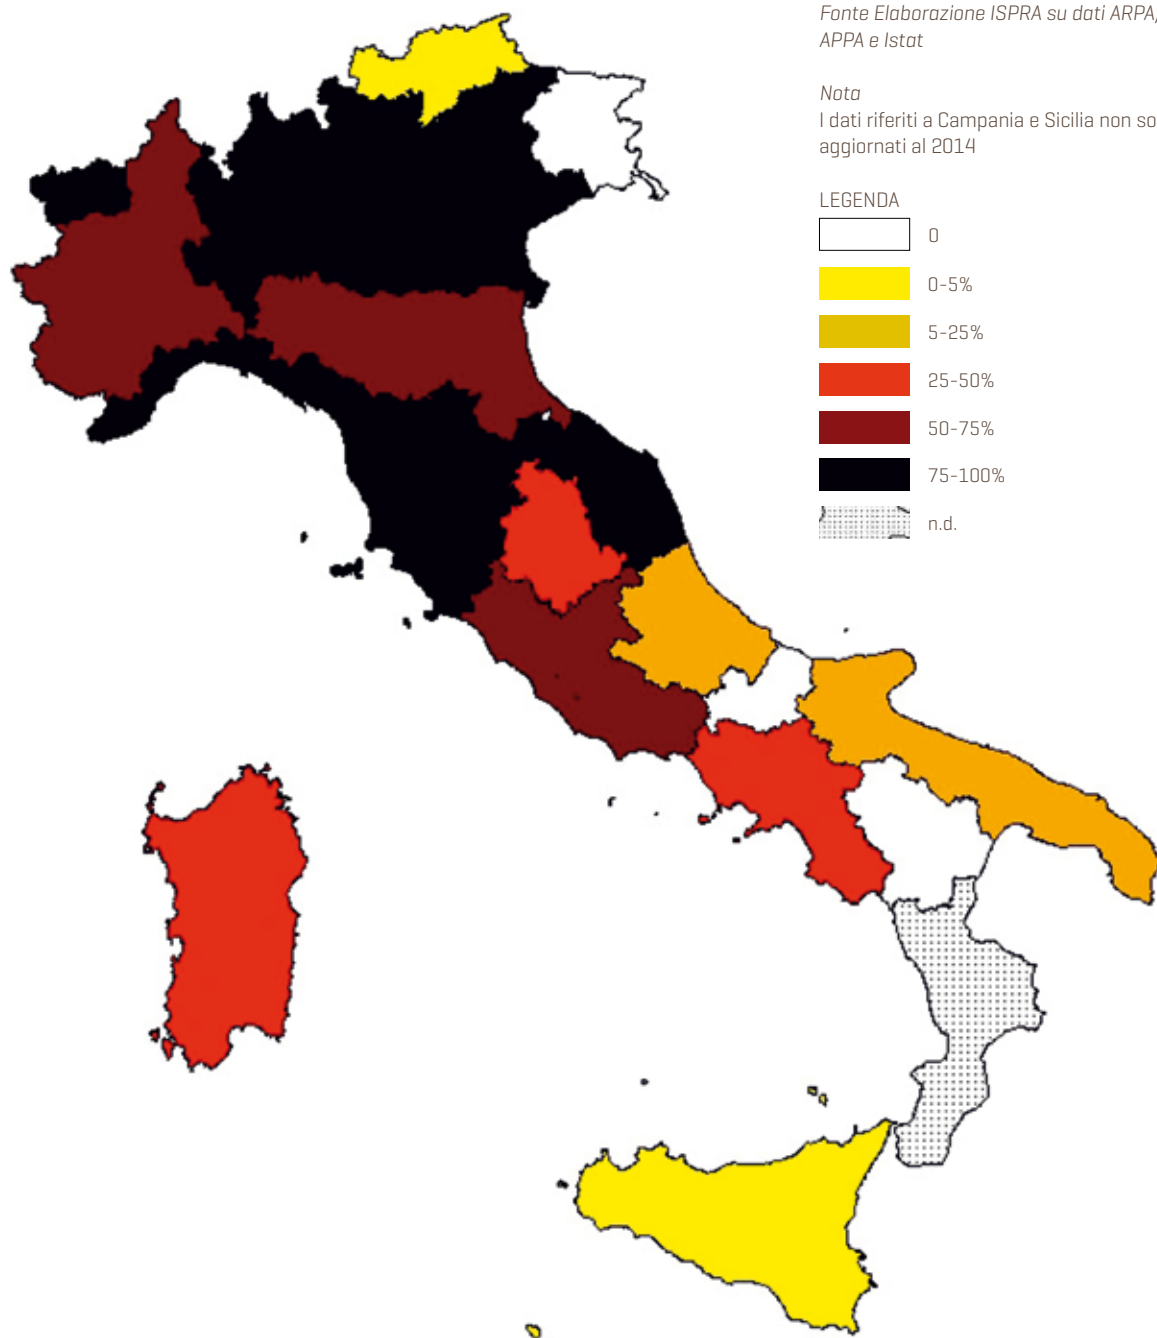 Fonte Elaborazione ISPRA su dati ARPA,
APPA e Istat
Nota
I dati riferiti a Campania e Sicilia non so
aggiornati al 2014
LEGENDA
0
0-5%
5-25%
25-50%
50-75%
75-100%
n.d.